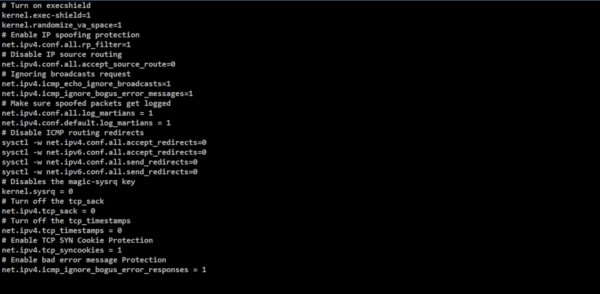 # Turn on execshield
kernel.exec-shield=1
kernel.randomize_va_space=1
# Enable IP spoofing protection
net.ipv4.conf.all.rp_filter=1
# Disable IP source routing
net.ipv4.conf.all.accept_source_route=0
# Ignoring broadcasts request
net.ipv4.icmp_echo_ignore_broadcasts=1
net.ipv4.icmp_ignore_bogus_error_messages=1
# Make sure spoofed packets get logged
net.ipv4.conf.all.log_martians = 1
net.ipv4.conf.default.log_martians = 1
# Disable ICMP routing redirects
sysctl -w net.ipv4.conf.all.accept_redirects=0
sysctl -w net.ipv6.conf.all.accept_redirects=0
sysctl -w net.ipv4.conf.all.send_redirects=0
sysctl -w net.ipv6.conf.all.send_redirects=0
# Disables the magic-sysrq key
kernel.sysrq = 0
# Turn off the tcp_sack
net.ipv4.tcp_sack = 0
# Turn off the tcp_timestamps
net.ipv4.tcp_timestamps = 0
# Enable TCP SYN Cookie Protection
net.ipv4.tcp_syncookies = 1
# Enable bad error message Protection
net.ipv4.icmp_ignore_bogus_error_responses = 1